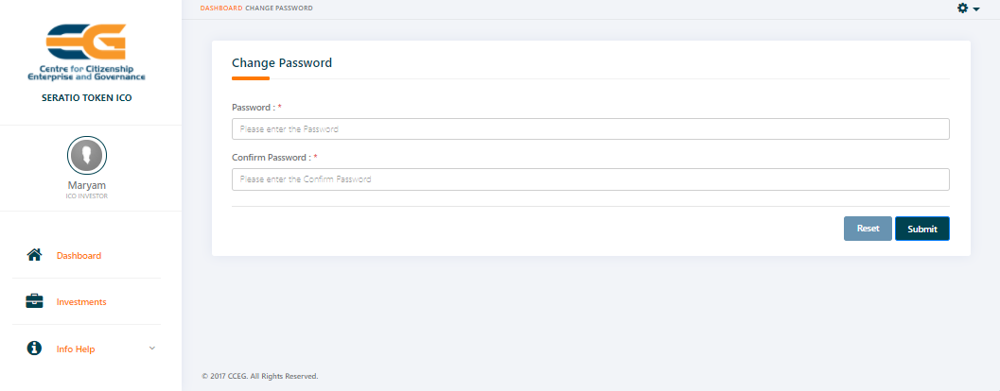 DASHBOARD CHANGE PASSWORD
Centre for Citizenship
Enterprise and Governance
SERATIO TOKEN ICO
Maryam
ICO INVESTOR
Dashboard
Investments
Info Help
Change Password
Password : *
Please enter the Password
Confirm Password : *
Please enter the Confirm Password
Reset Submit
© 2017 CCEG. All Rights Reserved.